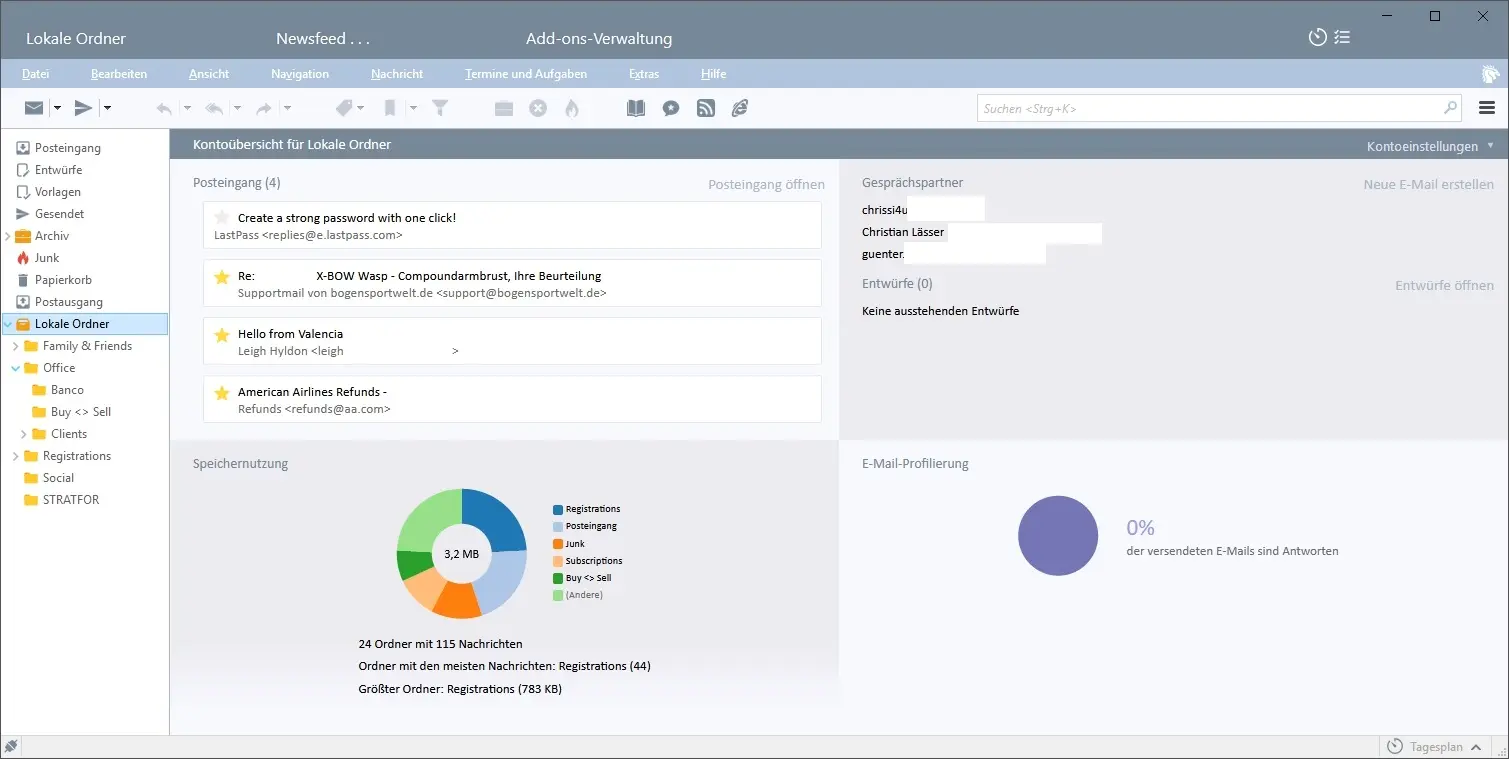 Lokale Ordner
Newsfeed . . .
Add-ons-Verwaltung
Datei
Bearbeiten
Ansicht
Navigation
Nachricht
Termine und Aufgaben
Extras
Hilfe
Suchen <Strg+K>
Posteingang
Entwürfe
Vorlagen
Gesendet
Archiv
Junk
Papierkorb
Postausgang
Lokale Ordner
Family & Friends
Office
Banco
Buy <> Sell
Clients
Registrations
Social
STRATFOR
Kontoübersicht für Lokale Ordner
Kontoeinstellungen
Posteingang (4)
Posteingang öffnen
Create a strong password with one click!
LastPass <replies@e.lastpass.com>
Re: X-BOW Wasp - Compoundarmbrust, Ihre Beurteilung
Supportmail von bogensportwelt.de <support@bogensportwelt.de>
Hello from Valencia
Leigh Hyldon <leigh >
American Airlines Refunds -
Refunds <refunds@aa.com>
Gesprächspartner
Neue E-Mail erstellen
chrissi4u
Christian Lässer
guenter.
Entwürfe (0)
Entwürfe öffnen
Keine ausstehenden Entwürfe
Speichernutzung
3,2 MB
Registrations
Posteingang
Junk
Subscriptions
Buy <> Sell
(Andere)
24 Ordner mit 115 Nachrichten
Ordner mit den meisten Nachrichten: Registrations (44)
Größter Ordner: Registrations (783 KB)
E-Mail-Profilierung
0%
der versendeten E-Mails sind Antworten
Tagesplan